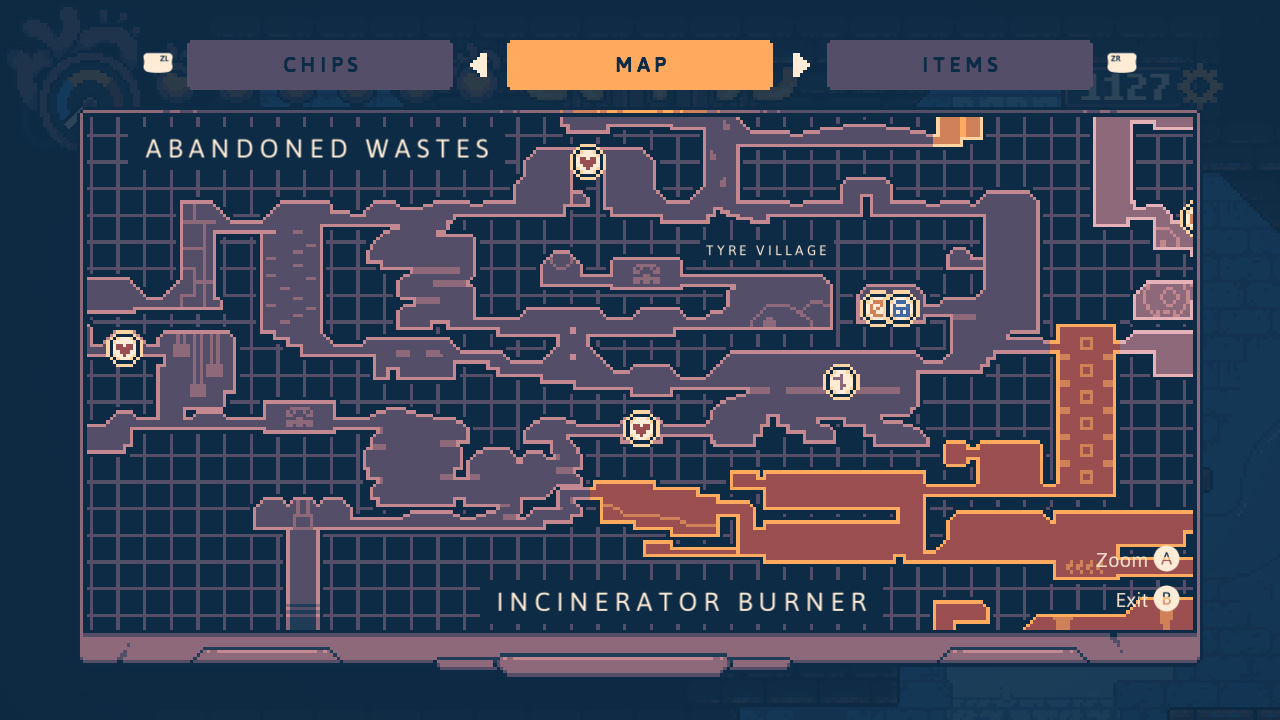 ZL CHIPS MAP ITEMS ZR
1127
ABANDONED WASTES
TYRE VILLAGE
Zoom A
Exit B
INCINERATOR BURNER